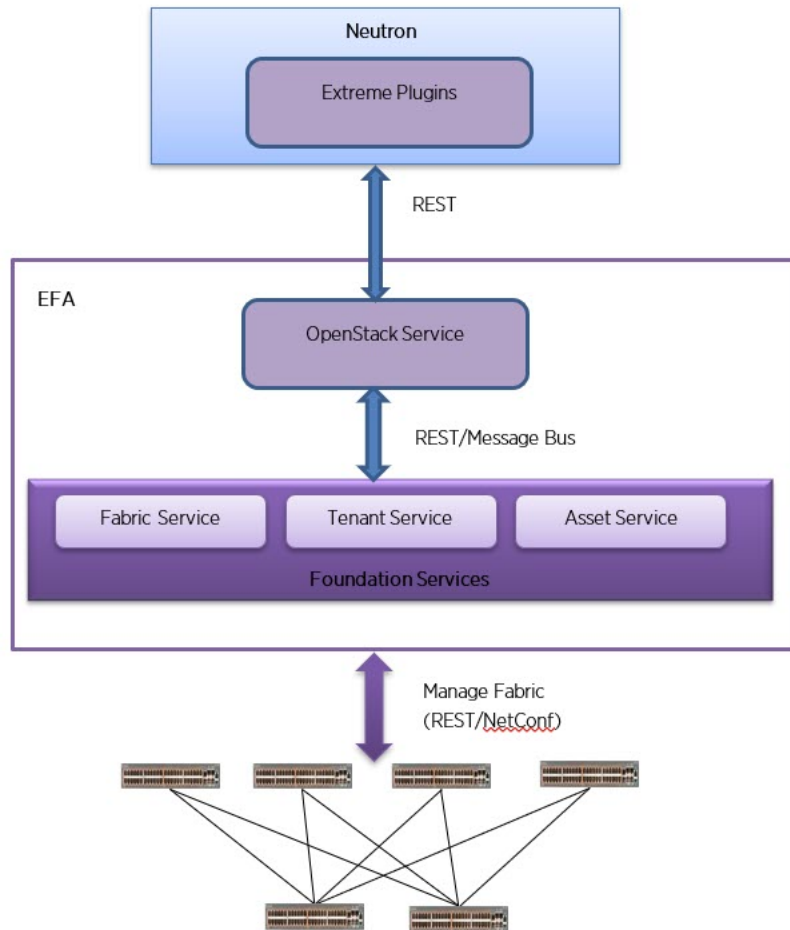 Neutron
Extreme Plugins
REST
EFA
OpenStack Service
REST/Message Bus
Fabric Service
Tenant Service
Asset Service
Foundation Services
Manage Fabric
(REST/NetConf)